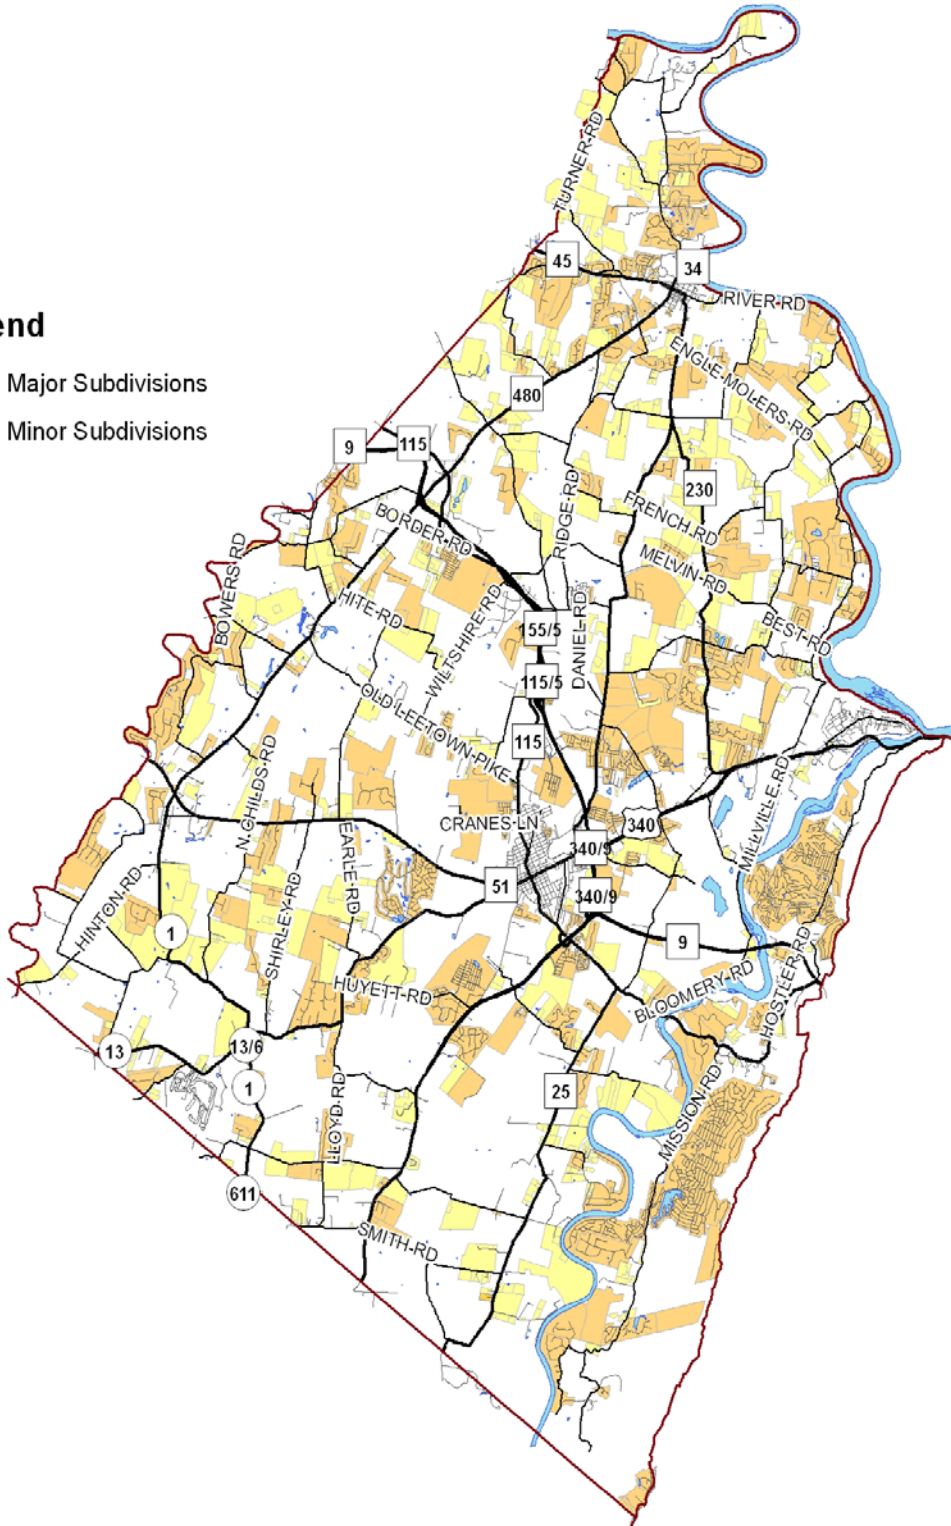 TURNER-RD
45
34
RIVER RD
end
ENGLE-MOLERS-RD
Major Subdivisions
480
Minor Subdivisions
9
115
230
RIDGE-RD
FRENCH-RD
BORDER-RD
MELVIN-RD
BOWERS-RD
HITE-RD
WILTSHIRE-RD
DANIEL-RD
155/5
BEST-RD
115/5
OLD LEETOWN-PIKE
115
N-CHILDS-RD
MILLVILLE-RD
CRANES-LN
340
EARLE-RD
340/9
51
340/9
HINTON-RD
SHIRLEY-RD
1
9
HOSTLER-RD
HUYETT-RD
BLOOMERY-RD
13
13/6
1
25
LLOYD-RD
MISSION-RD
611
SMITH-RD